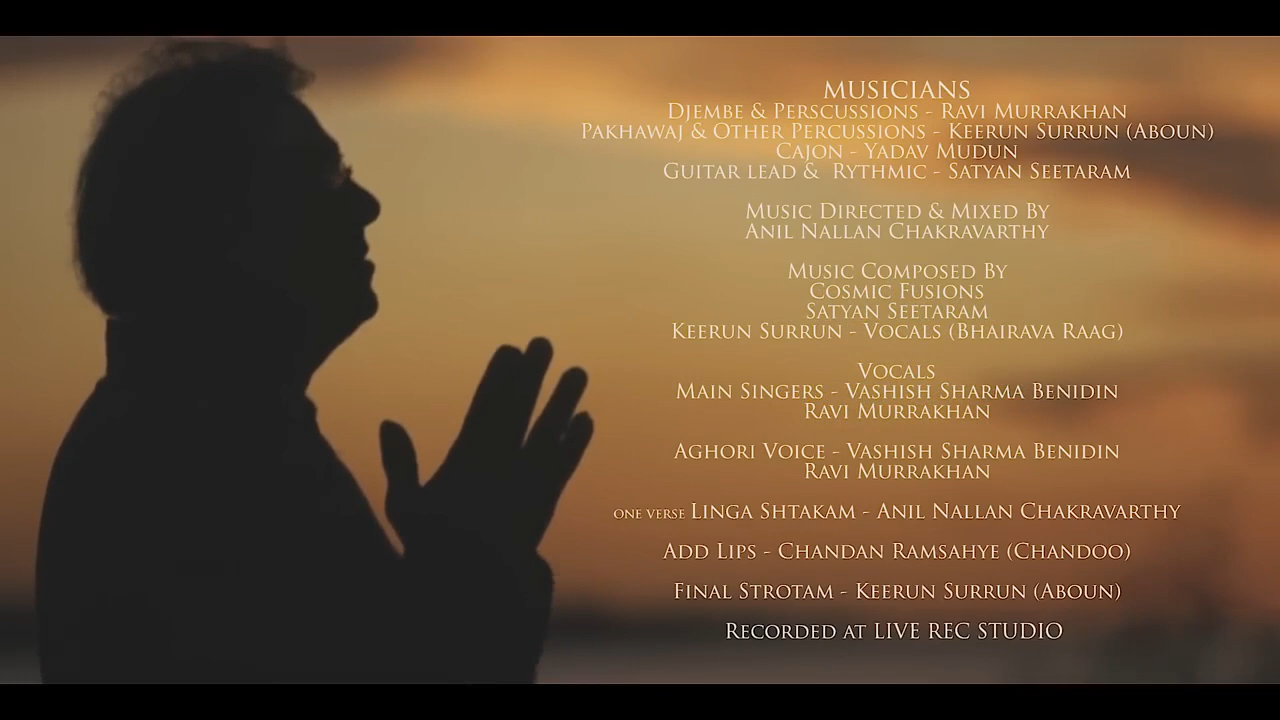 MUSICIANS
DJEMBE & PERSCUSSIONS - RAVI MURRAKHAN
PAKHAWAJ & OTHER PERCUSSIONS - KEERUN SURRUN (ABOUN)
CAJON - YADAV MUDUN
GUITAR LEAD & RYTHMIC - SATYAN SEETARAM
MUSIC DIRECTED & MIXED BY
ANIL NALLAN CHAKRAVARTHY
MUSIC COMPOSED BY
COSMIC FUSIONS
SATYAN SEETARAM
KEERUN SURRUN - VOCALS (BHAIRAVA RAAG)
VOCALS
MAIN SINGERS - VASHISH SHARMA BENIDIN
RAVI MURRAKHAN
AGHORI VOICE - VASHISH SHARMA BENIDIN
RAVI MURRAKHAN
ONE VERSE LINGA SHTAKAM - ANIL NALLAN CHAKRAVARTHY
ADD LIPS - CHANDAN RAMSAHYE (CHANDOO)
FINAL STROTAM - KEERUN SURRUN (ABOUN)
RECORDED AT LIVE REC STUDIO